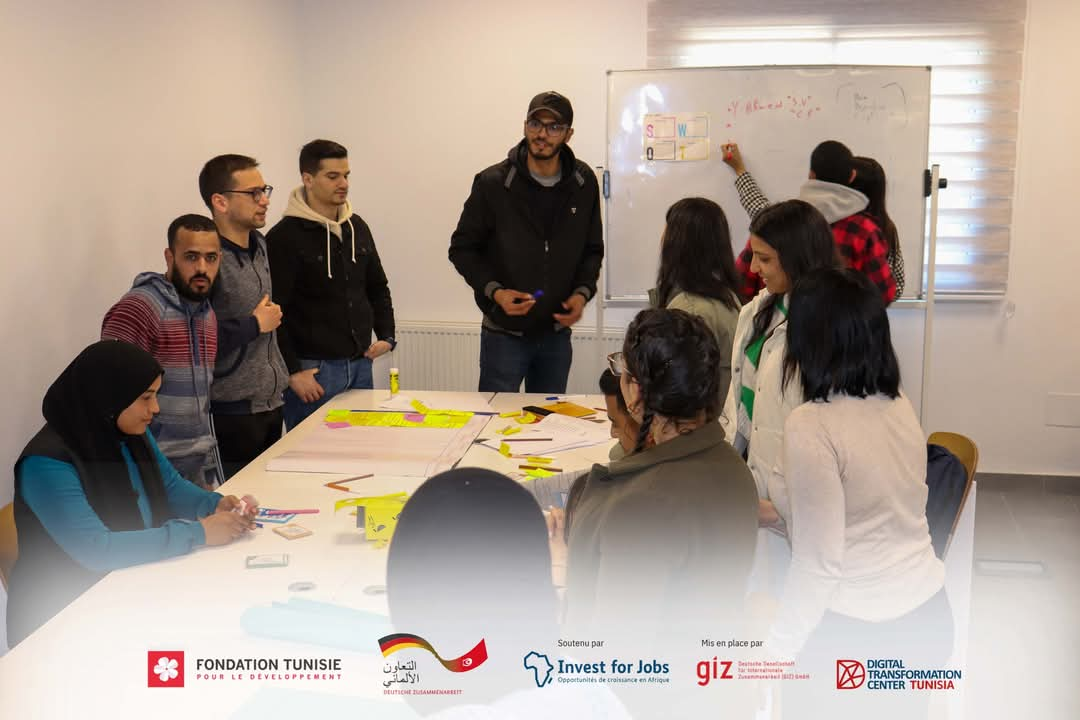 S W
O T
FONDATION TUNISIE
POUR LE DÉVELOPPEMENT
التعاون
الألماني
DEUTSCHE ZUSAMMENARBEIT
Soutenu par
Invest for Jobs
Opportunités de croissance en Afrique
Mis en place par
giz
Deutsche Gesellschaft
für Internationale
Zusammenarbeit (GIZ) GmbH
DIGITAL
TRANSFORMATION
CENTER TUNISIA